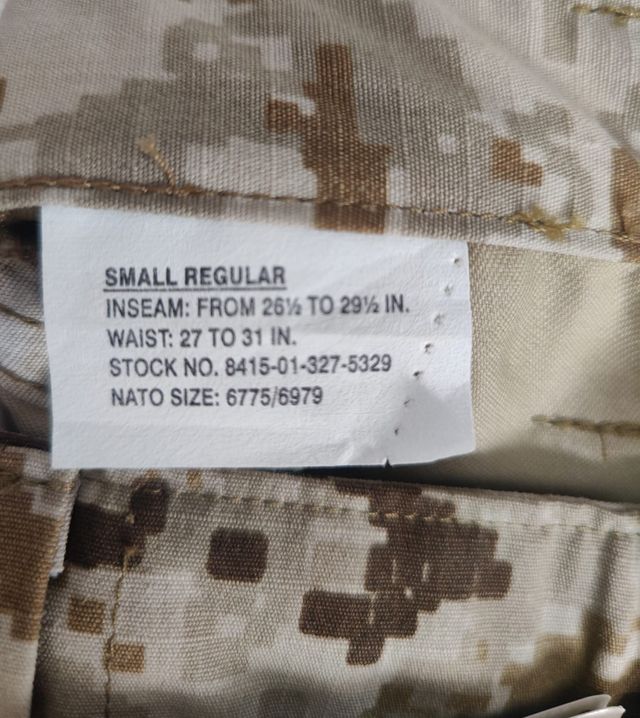 SMALL REGULAR
INSEAM: FROM 26½ TO 29½ IN.
WAIST: 27 TO 31 IN.
STOCK NO. 8415-01-327-5329
NATO SIZE: 6775/6979